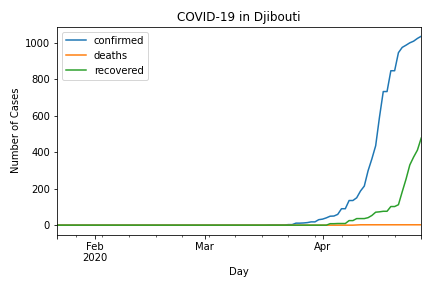 COVID-19 in Djibouti
confirmed
deaths
recovered
Number of Cases
1000
800
600
400
200
0
Feb
2020
Mar
Apr
Day